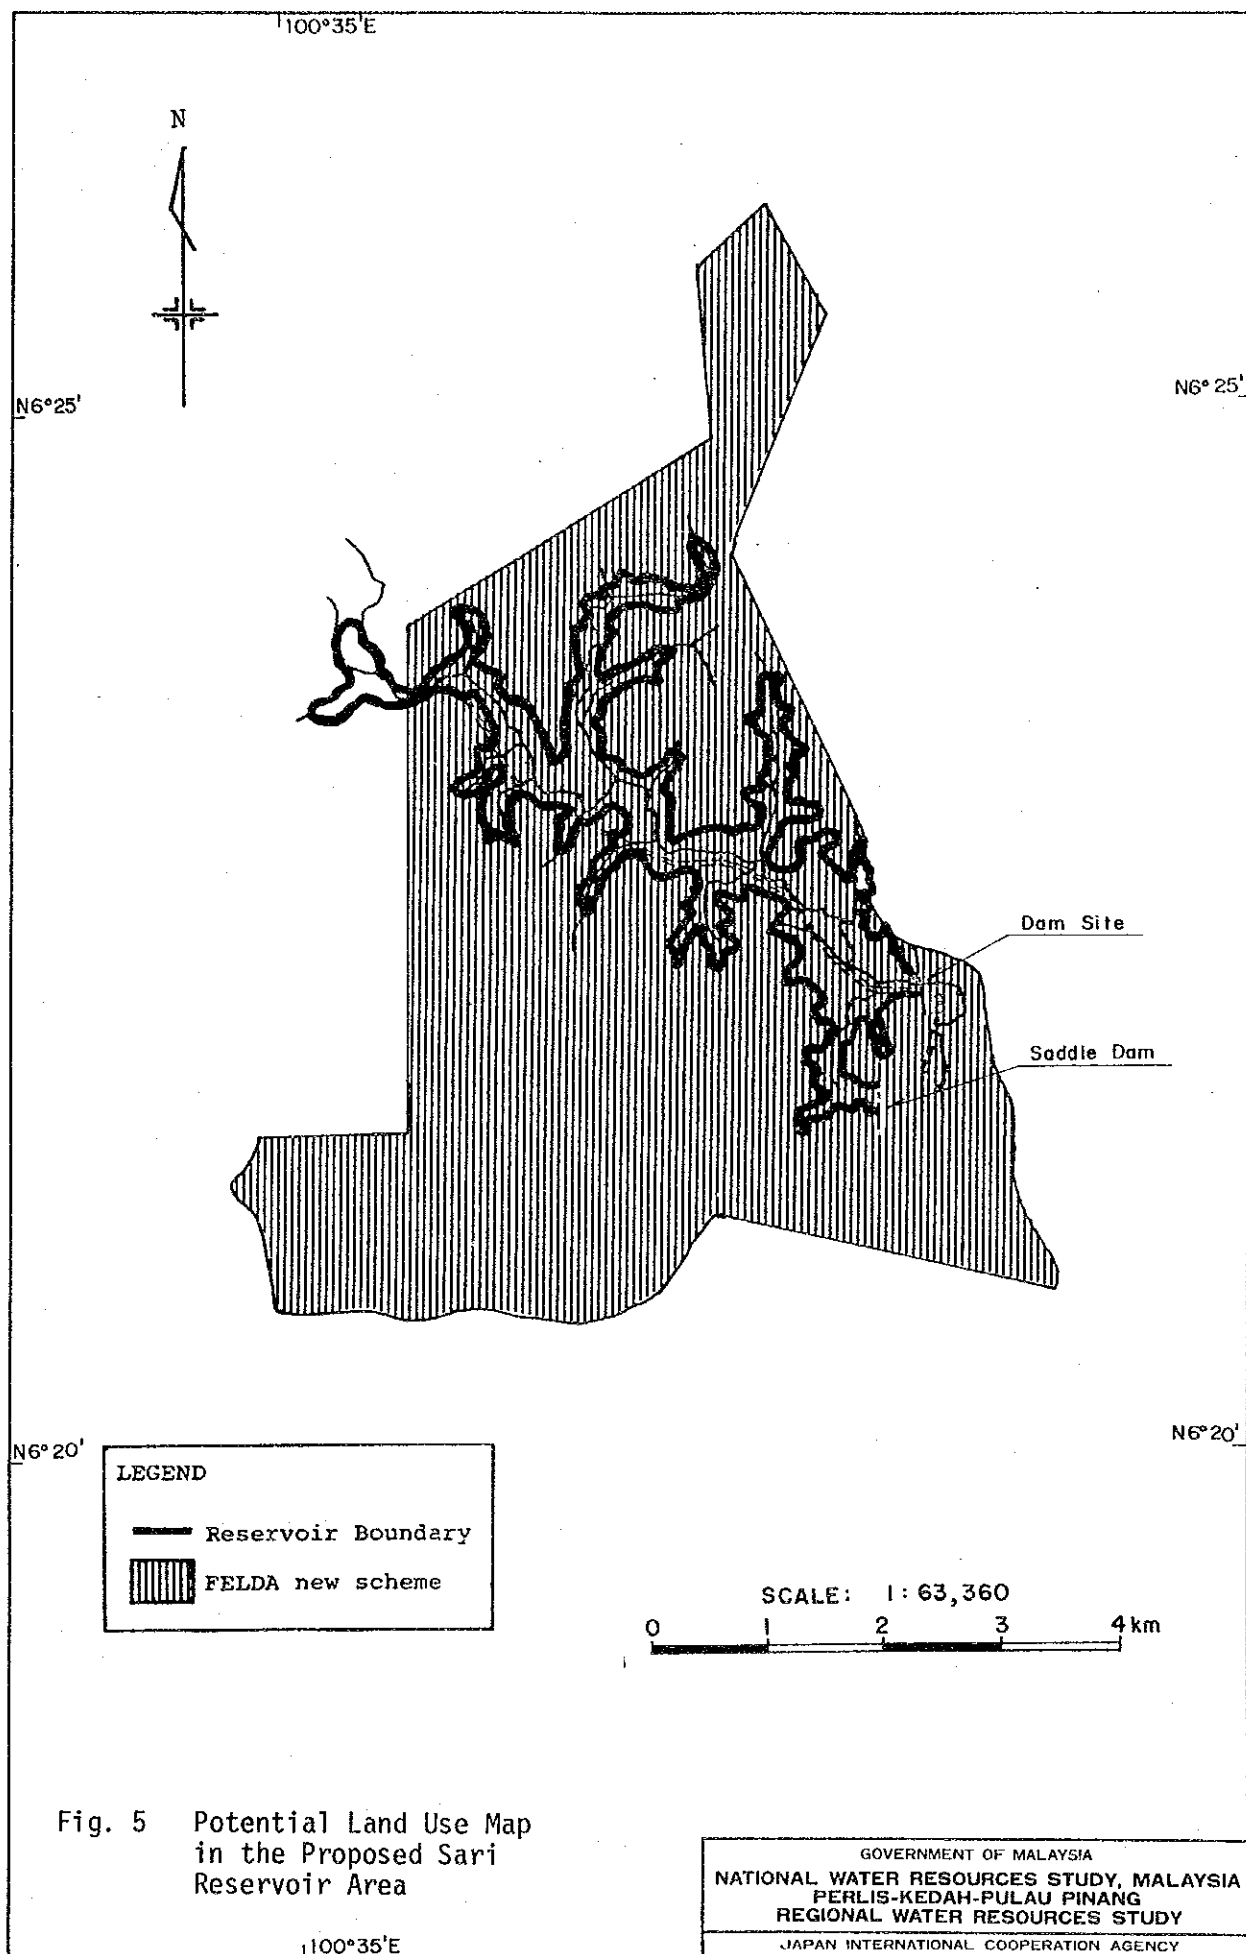 100°35'E
N
N6°25'
N6°25'
Dam Site
Saddle Dam
N6°20'
N6°20'
LEGEND
Reservoir Boundary
FELDA new scheme
SCALE: 1:63,360
0 1 2 3 4 km
Fig. 5 Potential Land Use Map
in the Proposed Sari
Reservoir Area
GOVERNMENT OF MALAYSIA
NATIONAL WATER RESOURCES STUDY, MALAYSIA
PERLIS-KEDAH-PULAU PINANG
REGIONAL WATER RESOURCES STUDY
JAPAN INTERNATIONAL COOPERATION AGENCY
100°35'E